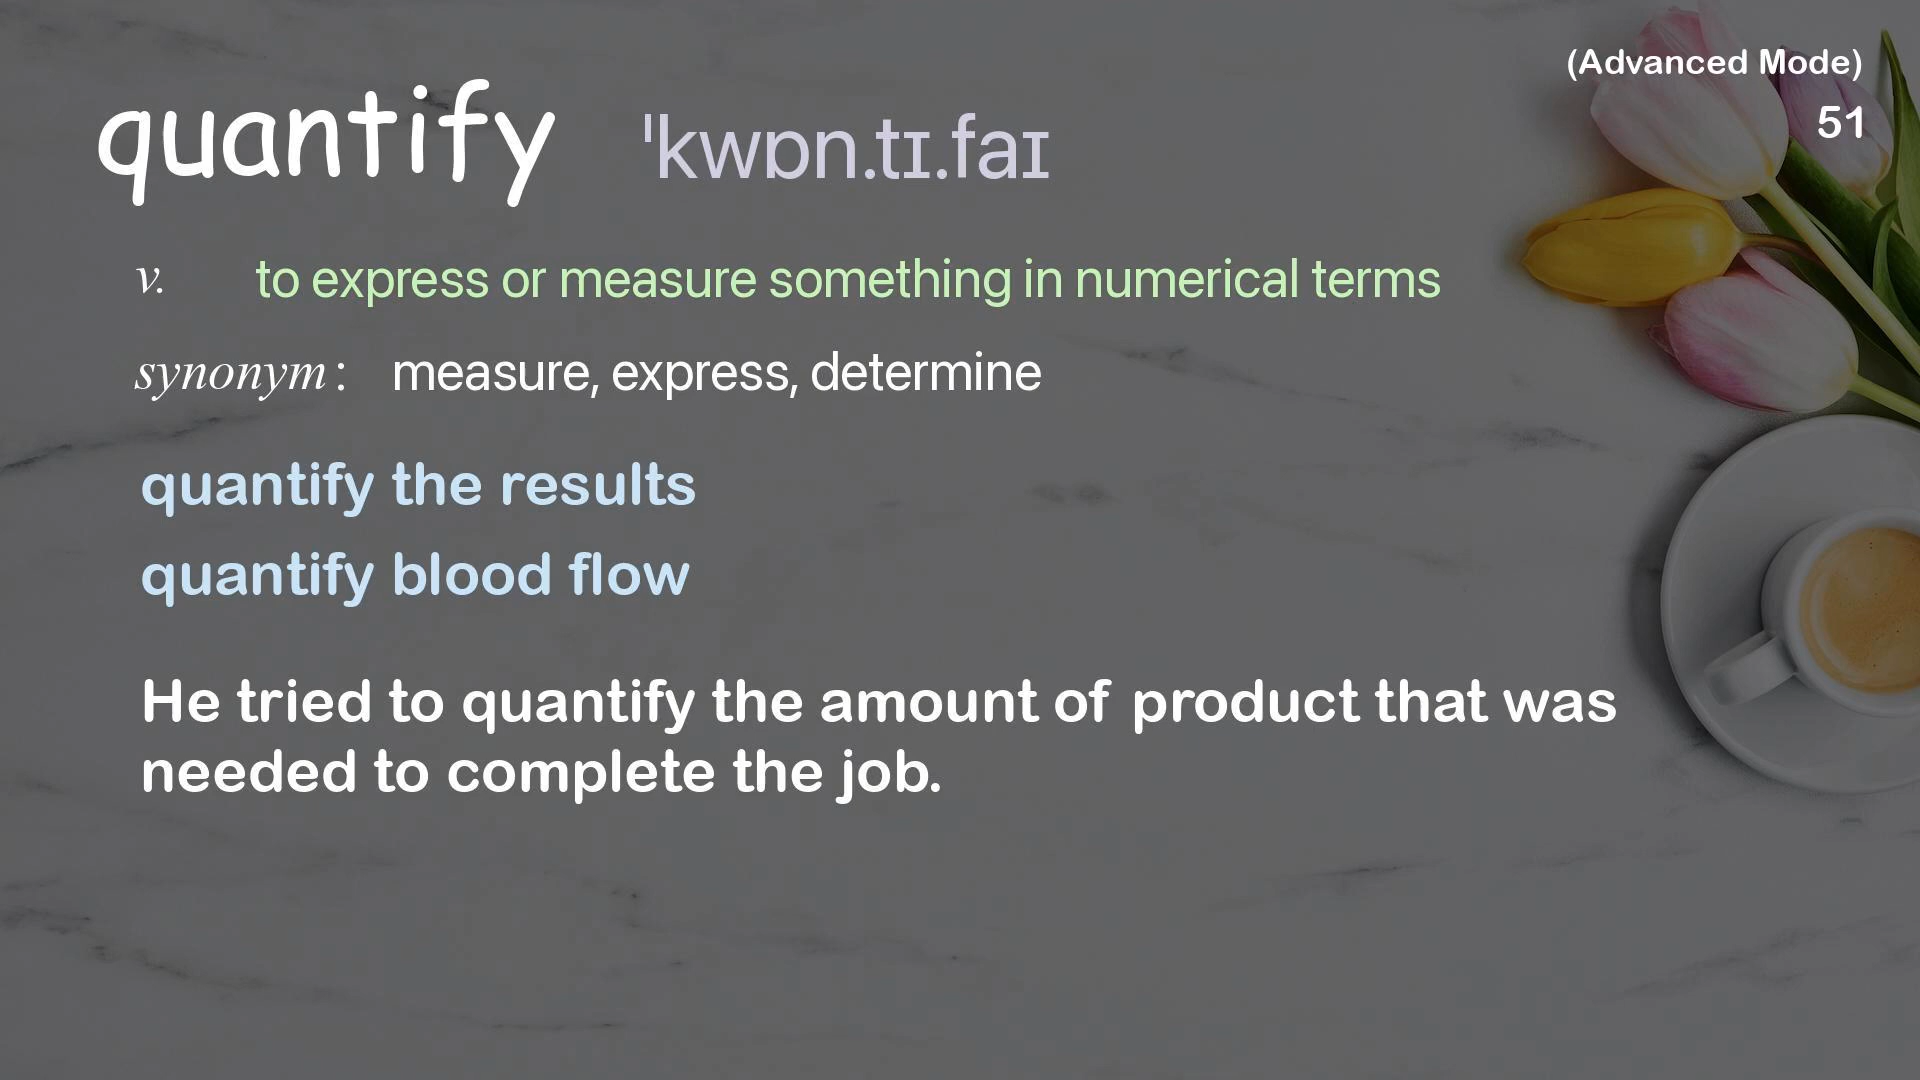 (Advanced Mode)
51
quantify ˈkwɒn.tɪ.faɪ
v. to express or measure something in numerical terms
synonym : measure, express, determine
quantify the results
quantify blood flow
He tried to quantify the amount of product that was
needed to complete the job.